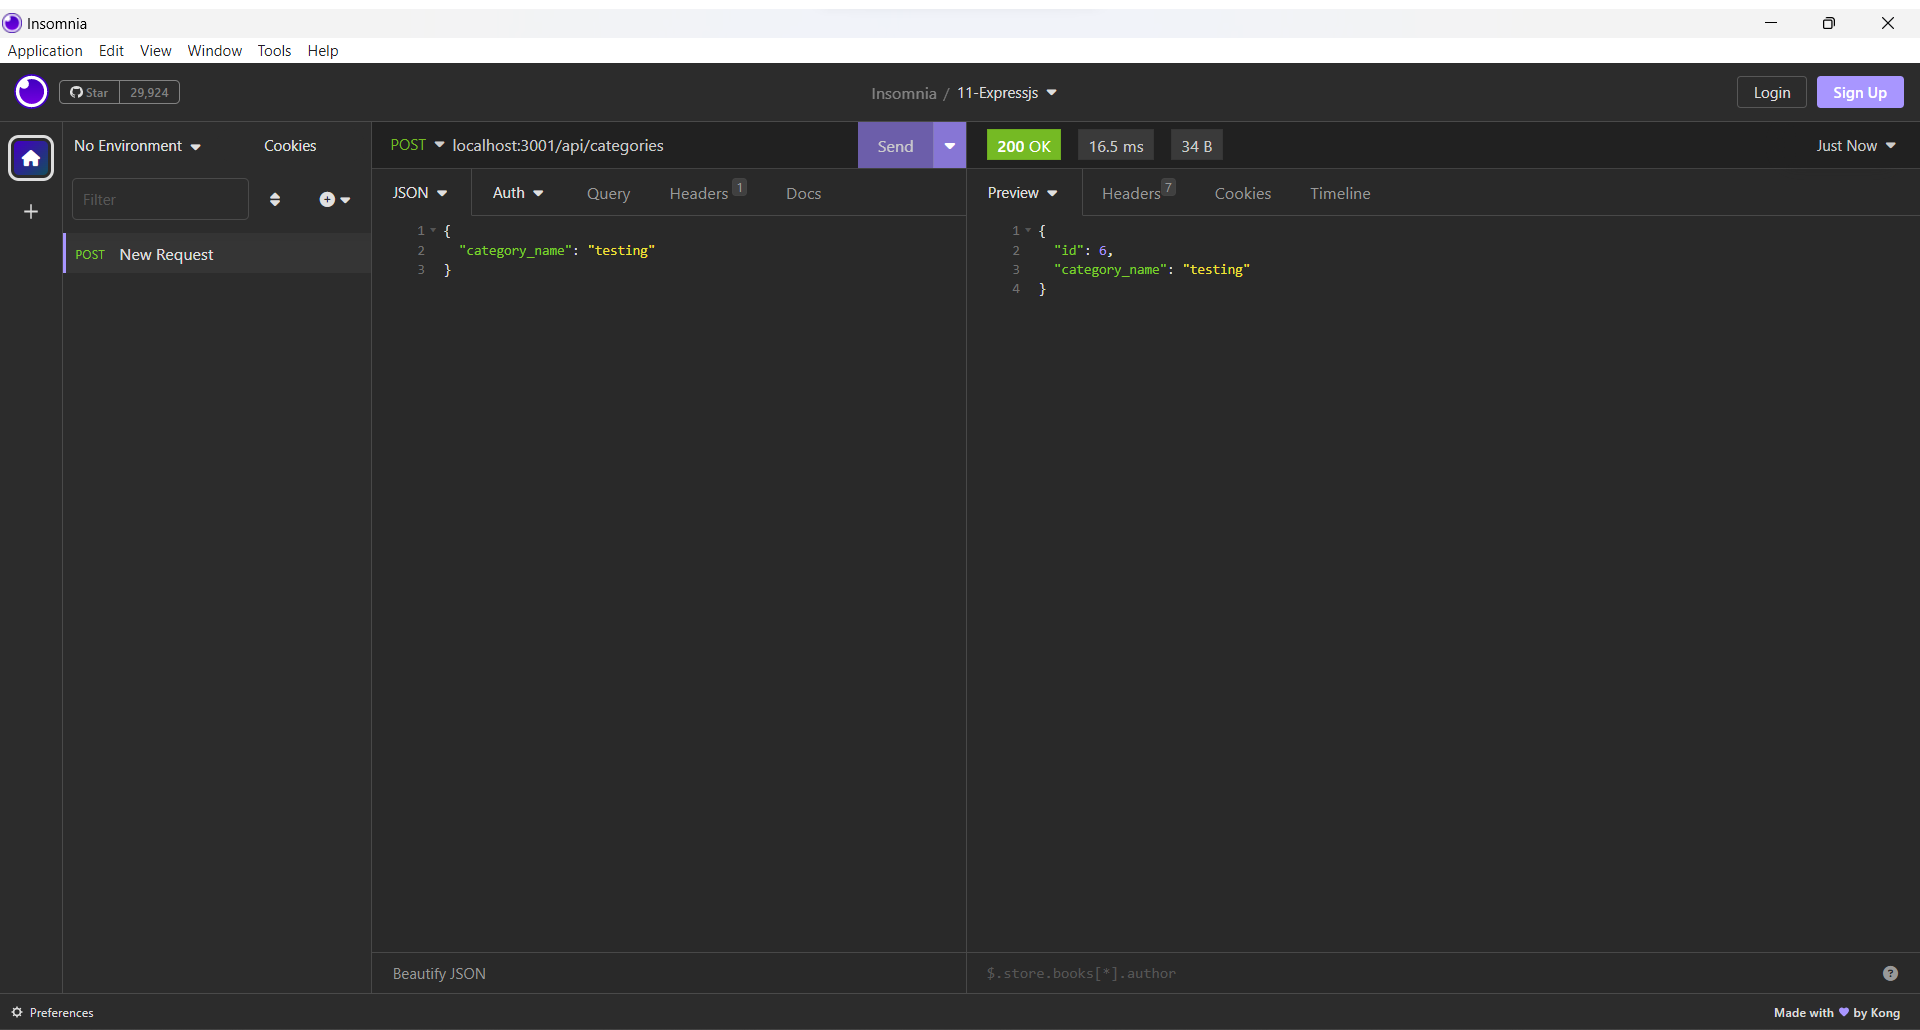 Insomnia
Application Edit View Window Tools Help
Star 29,924
Insomnia / 11-Expressjs
Login Sign Up
No Environment Cookies
Filter
POST New Request
POST localhost:3001/api/categories Send
JSON Auth Query Headers 1 Docs
1 {
2 "category_name": "testing"
3 }
Beautify JSON
200 OK 16.5 ms 34 B Just Now
Preview Headers 7 Cookies Timeline
1 {
2 "id": 6,
3 "category_name": "testing"
4 }
$.store.books[*].author ?
Preferences
Made with by Kong